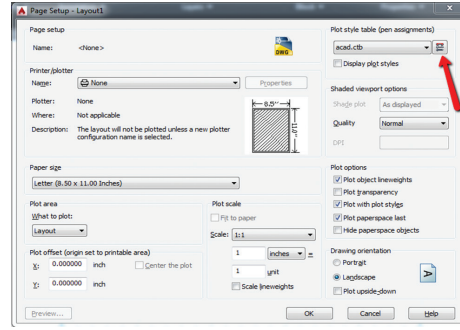 Page Setup - Layout1
Page setup
Name: <None>
DWG
Printer/plotter
Name: None
Properties
Plotter: None
Where: Not applicable
Description: The layout will not be plotted unless a new plotter
configuration name is selected.
8.5''
11.0''
Paper size
Letter (8.50 x 11.00 Inches)
Plot area
What to plot:
Layout
Plot scale
Fit to paper
Scale: 1:1
1 inches =
1 unit
Scale lineweights
Plot offset (origin set to printable area)
X: 0.000000 inch
Center the plot
Y: 0.000000 inch
Plot style table (pen assignments)
acad.ctb
Display plot styles
Shaded viewport options
Shade plot As displayed
Quality Normal
DPI
Plot options
Plot object lineweights
Plot transparency
Plot with plot styles
Plot paperspace last
Hide paperspace objects
Drawing orientation
Portrait
Landscape
Plot upside-down
A
Preview...
OK
Cancel
Help